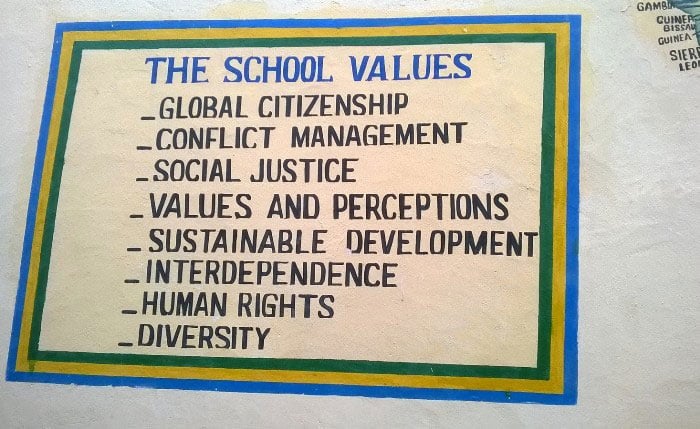 THE SCHOOL VALUES
_GLOBAL CITIZENSHIP
_CONFLICT MANAGEMENT
_SOCIAL JUSTICE
_VALUES AND PERCEPTIONS
_SUSTAINABLE DEVELOPMENT
_INTERDEPENDENCE
_HUMAN RIGHTS
_DIVERSITY
GUINEA